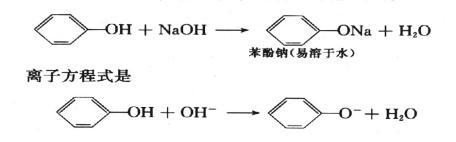 OH + NaOH ⟶ ONa + H₂O
苯酚钠(易溶于水)
离子方程式是
OH + OH⁻ ⟶ O⁻ + H₂O